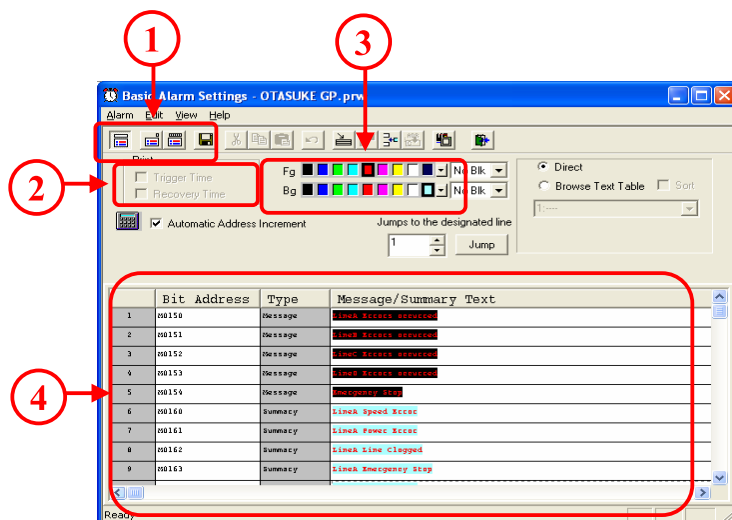 1
3
Basic Alarm Settings - OTASUKE GP.prw
Alarm Edit View Help
Print
2
Trigger Time
Recovery Time
Fg No Blk
Bg No Blk
Direct
Browse Text Table Sort
1:----
Automatic Address Increment
Jumps to the designated line
1 Jump
Bit Address Type Message/Summary Text
1 M0150 Message LineA Errors occurred
2 M0151 Message LineB Errors occurred
3 M0152 Message LineC Errors occurred
4 M0153 Message LineA Errors occurred
4
5 M0154 Message Emergency Stop
6 M0160 Summary LineA Speed Error
7 M0161 Summary LineA Power Error
8 M0162 Summary LineA Line Clogged
9 M0163 Summary LineA Emergency Stop
Ready